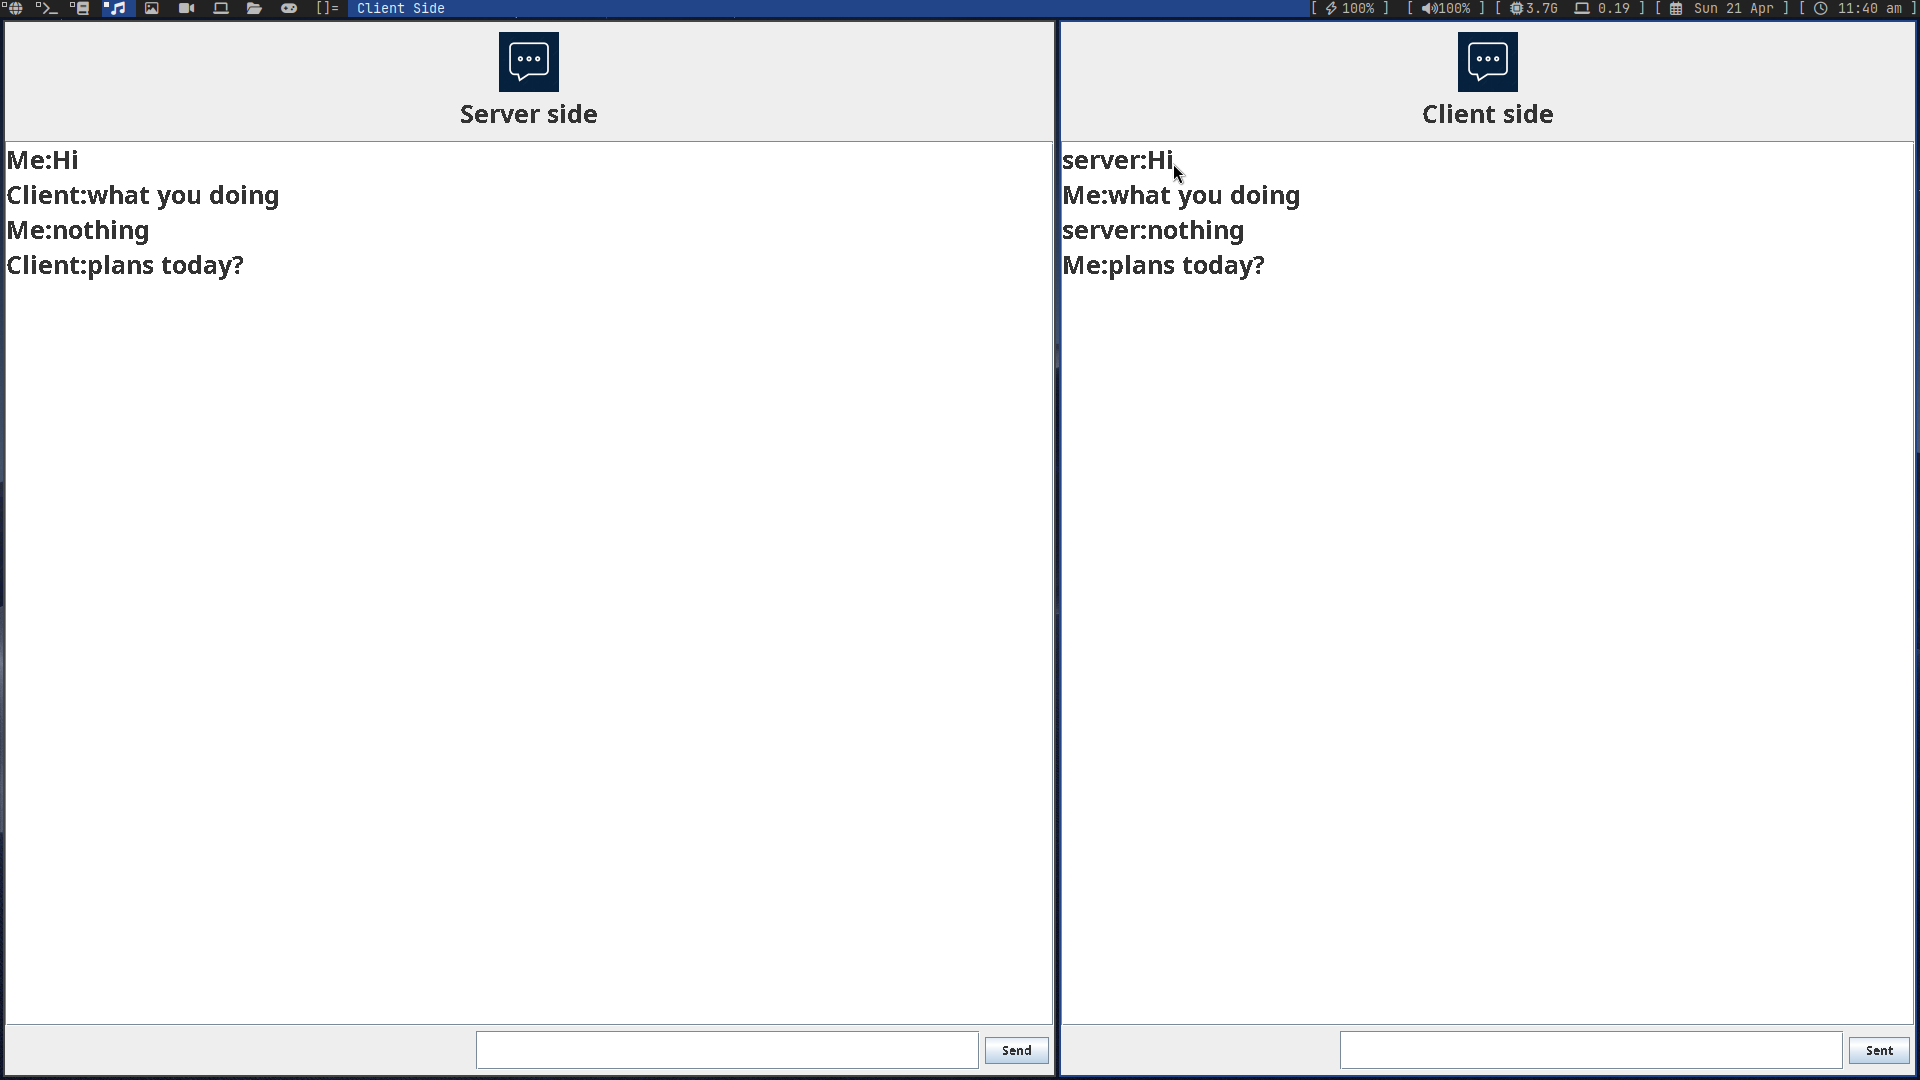 []= Client Side [ 100% ] [ 100% ] [ 3.7G 0.19 ] [ Sun 21 Apr ] [ 11:40 am ]
Server side
Me:Hi
Client:what you doing
Me:nothing
Client:plans today?
Send
Client side
server:Hi
Me:what you doing
server:nothing
Me:plans today?
Sent